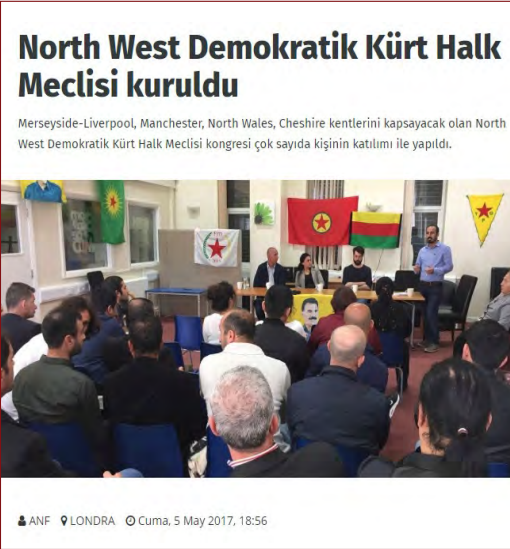 North West Demokratik Kürt Halk
Meclisi kuruldu
Merseyside-Liverpool, Manchester, North Wales, Cheshire kentlerini kapsayacak olan North
West Demokratik Kürt Halk Meclisi kongresi çok sayıda kişinin katılımı ile yapıldı.
ANF LONDRA Cuma, 5 May 2017, 18:56